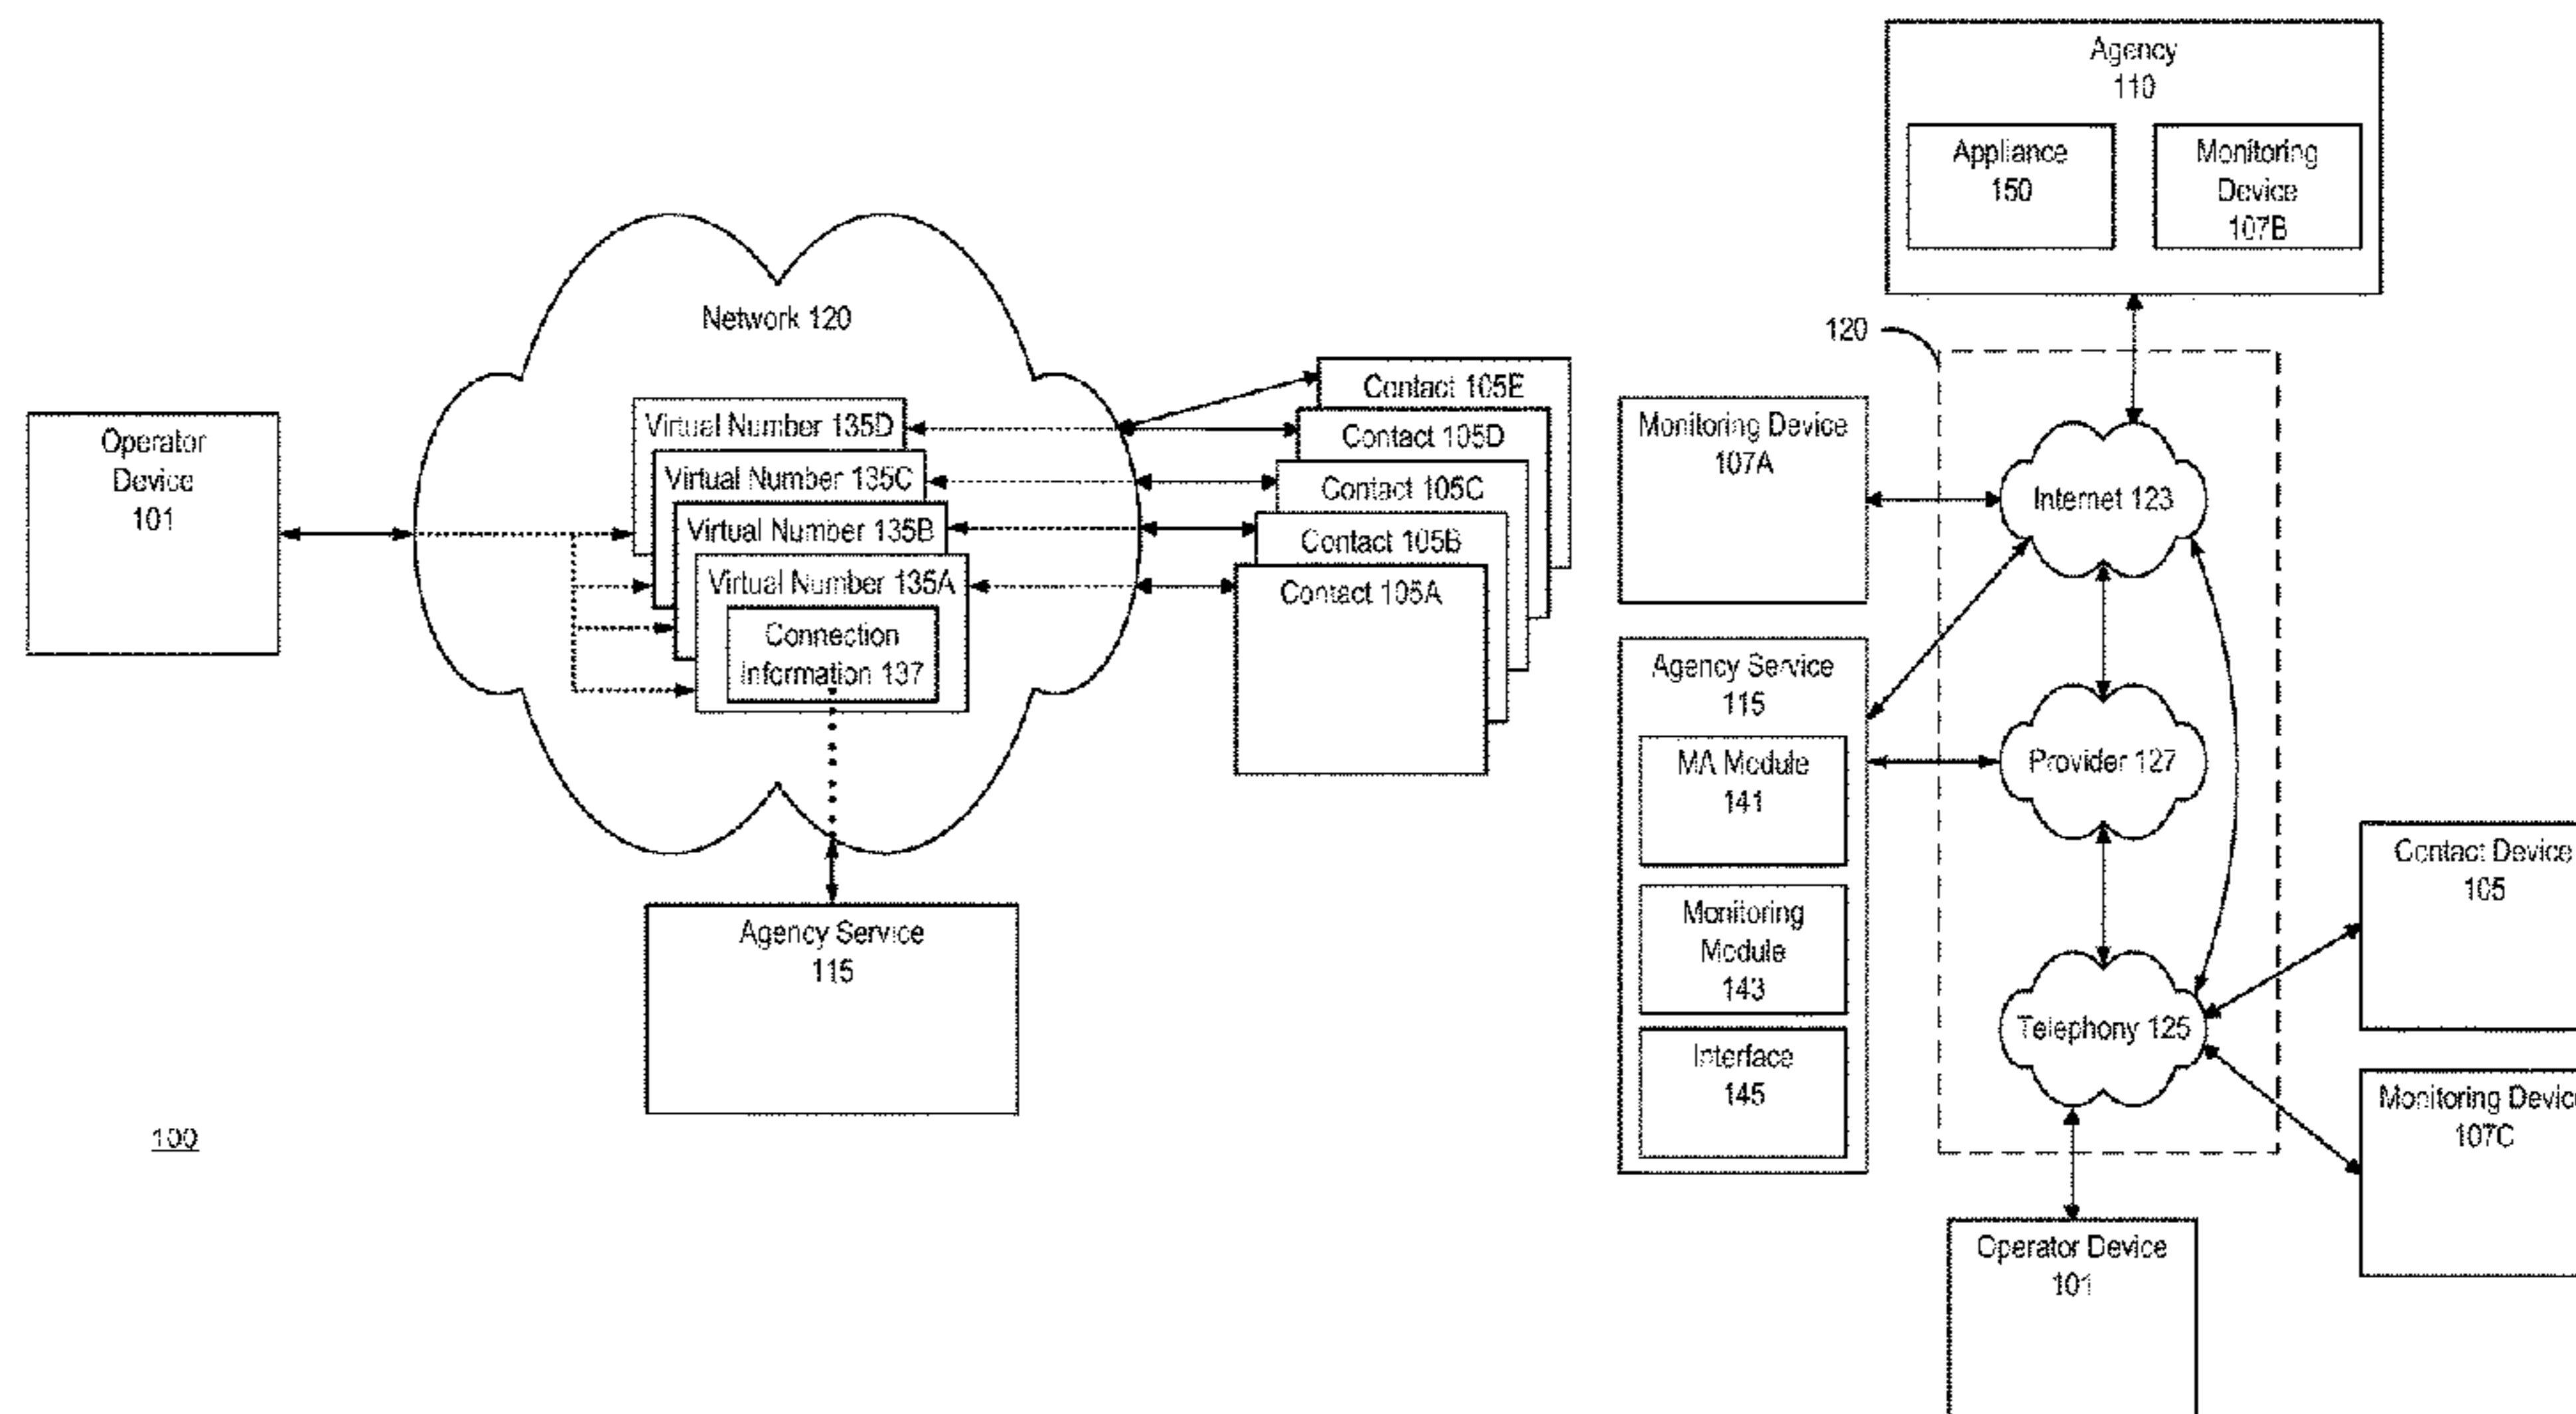 Network 120
Operator
Device
101
Virtual Number 135D
Virtual Number 135C
Virtual Number 135B
Virtual Number 135A
Connection
Information 137
Contact 105E
Contact 105D
Contact 105C
Contact 105B
Contact 105A
Agency Service
115
100
Agency
110
Appliance
150
Monitoring
Device
107B
120
Monitoring Device
107A
Internet 123
Agency Service
115
MA Module
141
Provider 127
Monitoring
Module
143
Interface
145
Telephony 125
Contact Device
105
Monitoring Device
107C
Operator Device
101